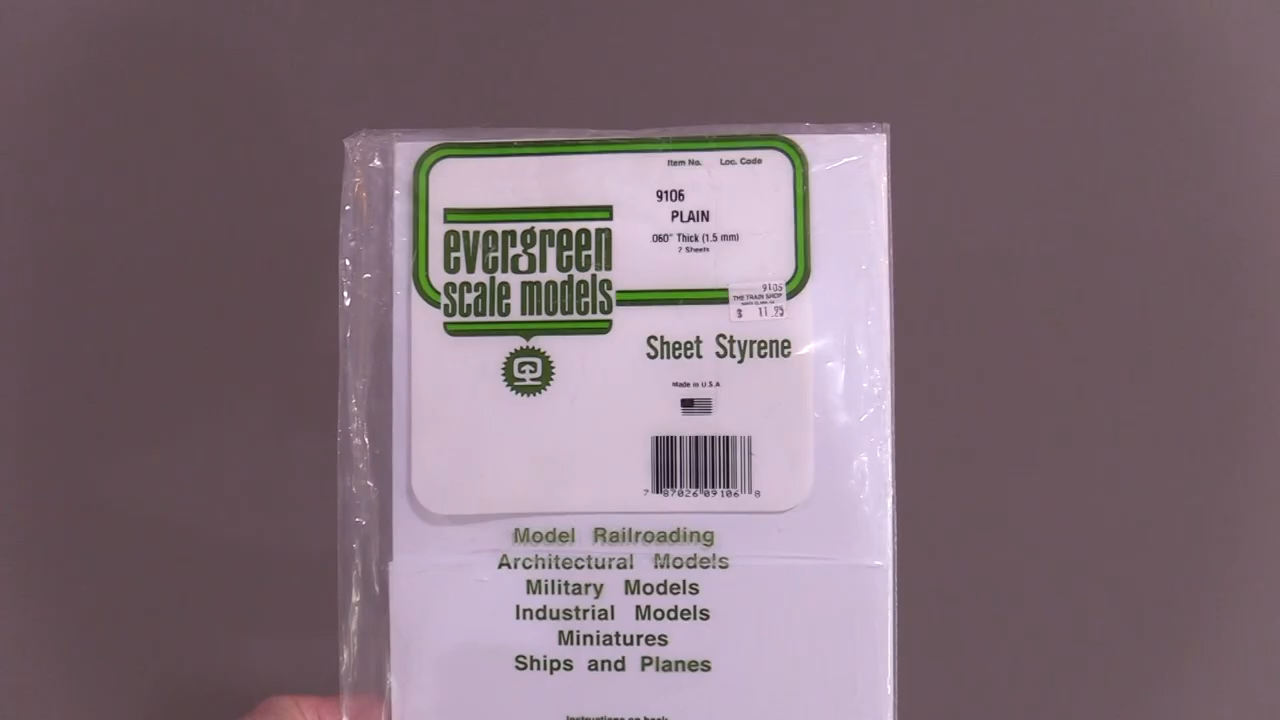 Item No. Loc. Code
9106
PLAIN
.060" Thick (1.5 mm)
2 Sheets
evergreen
scale models
9106
THE TRAIN SHOP
$ 11.95
Sheet Styrene
Made in U.S.A
7 87026 09106 8
Model Railroading
Architectural Models
Military Models
Industrial Models
Miniatures
Ships and Planes
Instructions on back